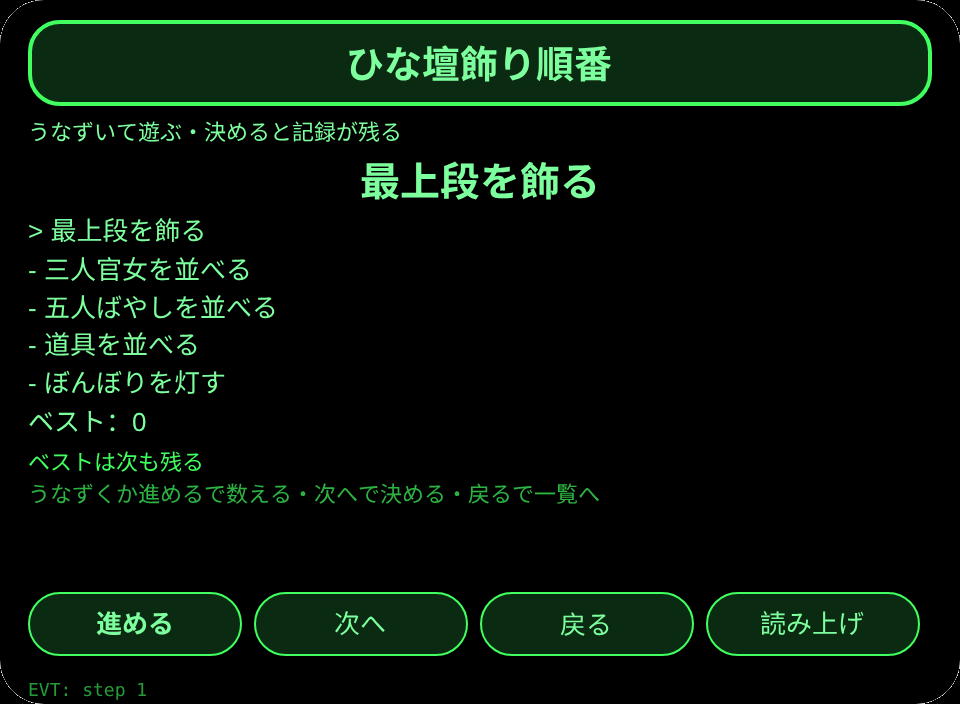 ひな壇飾り順番
うなずいて遊ぶ・決めると記録が残る
最上段を飾る
> 最上段を飾る
- 三人官女を並べる
- 五人ばやしを並べる
- 道具を並べる
- ぼんぼりを灯す
ベスト: 0
ベストは次も残る
うなずくか進めるで数える・次へで決める・戻るで一覧へ
進める
次へ
戻る
読み上げ
EVT: step 1